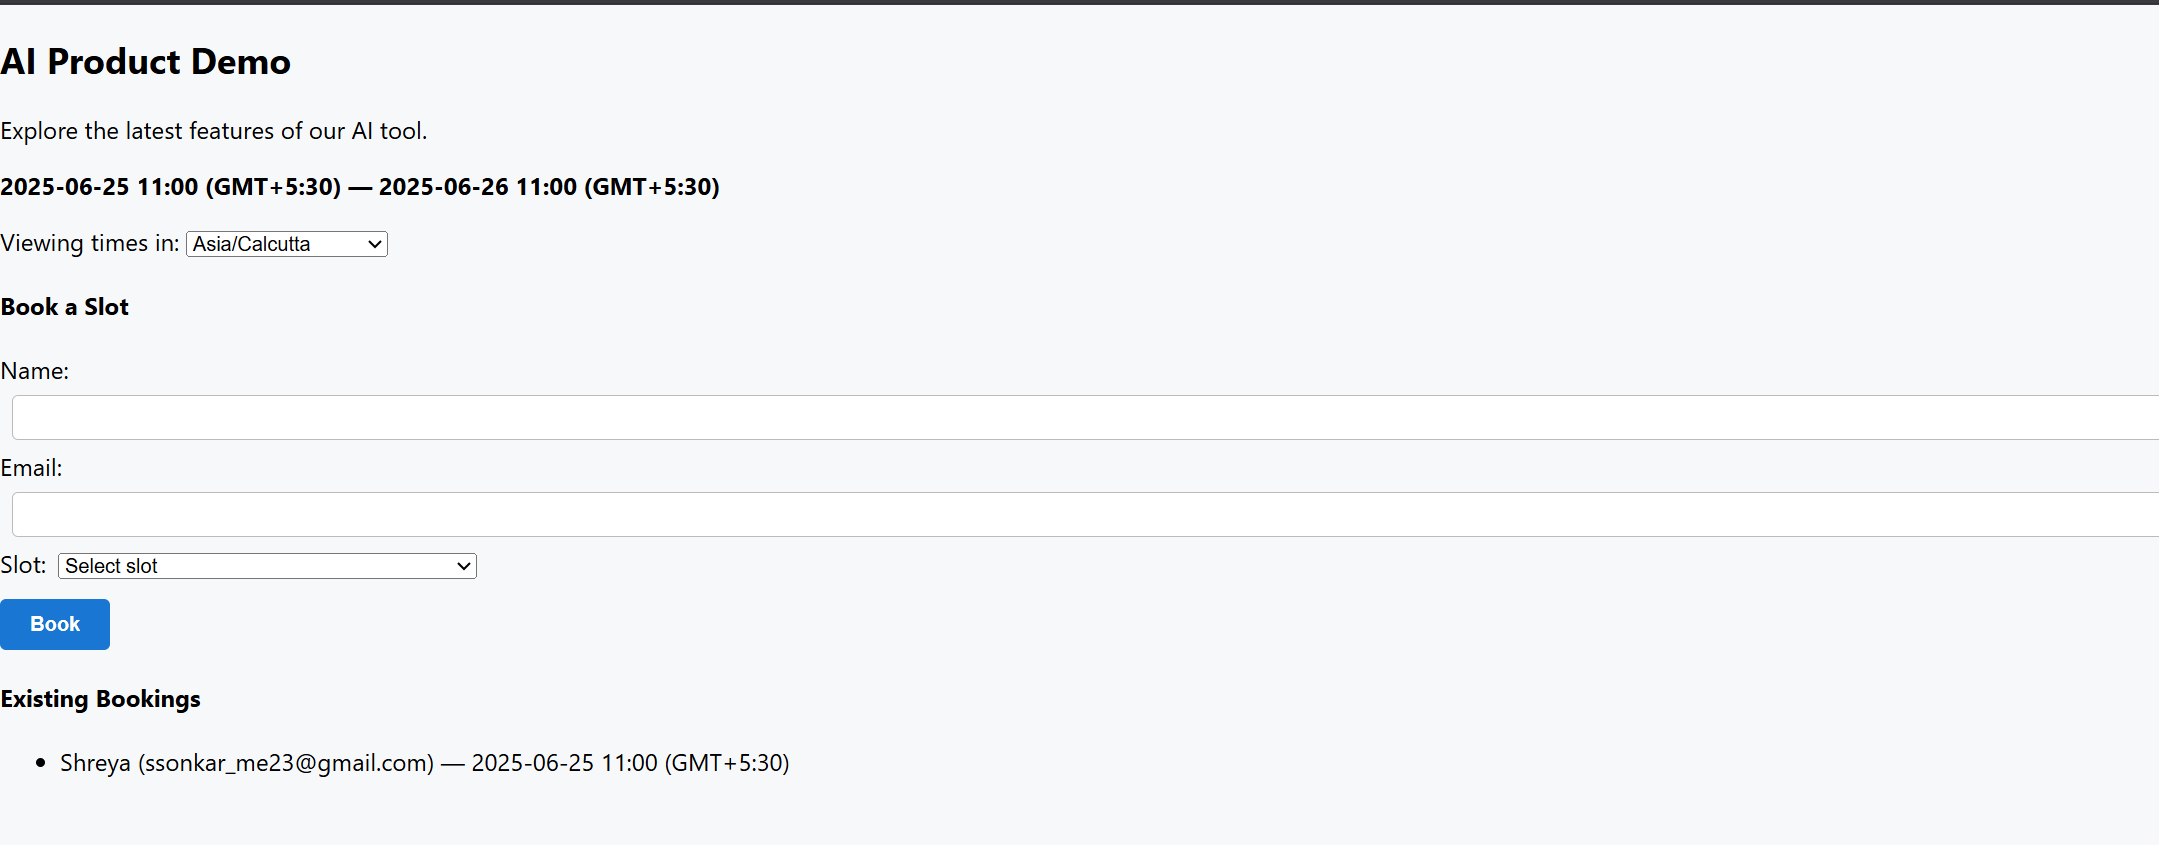 AI Product Demo
Explore the latest features of our AI tool.
2025-06-25 11:00 (GMT+5:30) — 2025-06-26 11:00 (GMT+5:30)
Viewing times in: Asia/Calcutta
Book a Slot
Name:
Email:
Slot: Select slot
Book
Existing Bookings
Shreya (ssonkar_me23@gmail.com) — 2025-06-25 11:00 (GMT+5:30)